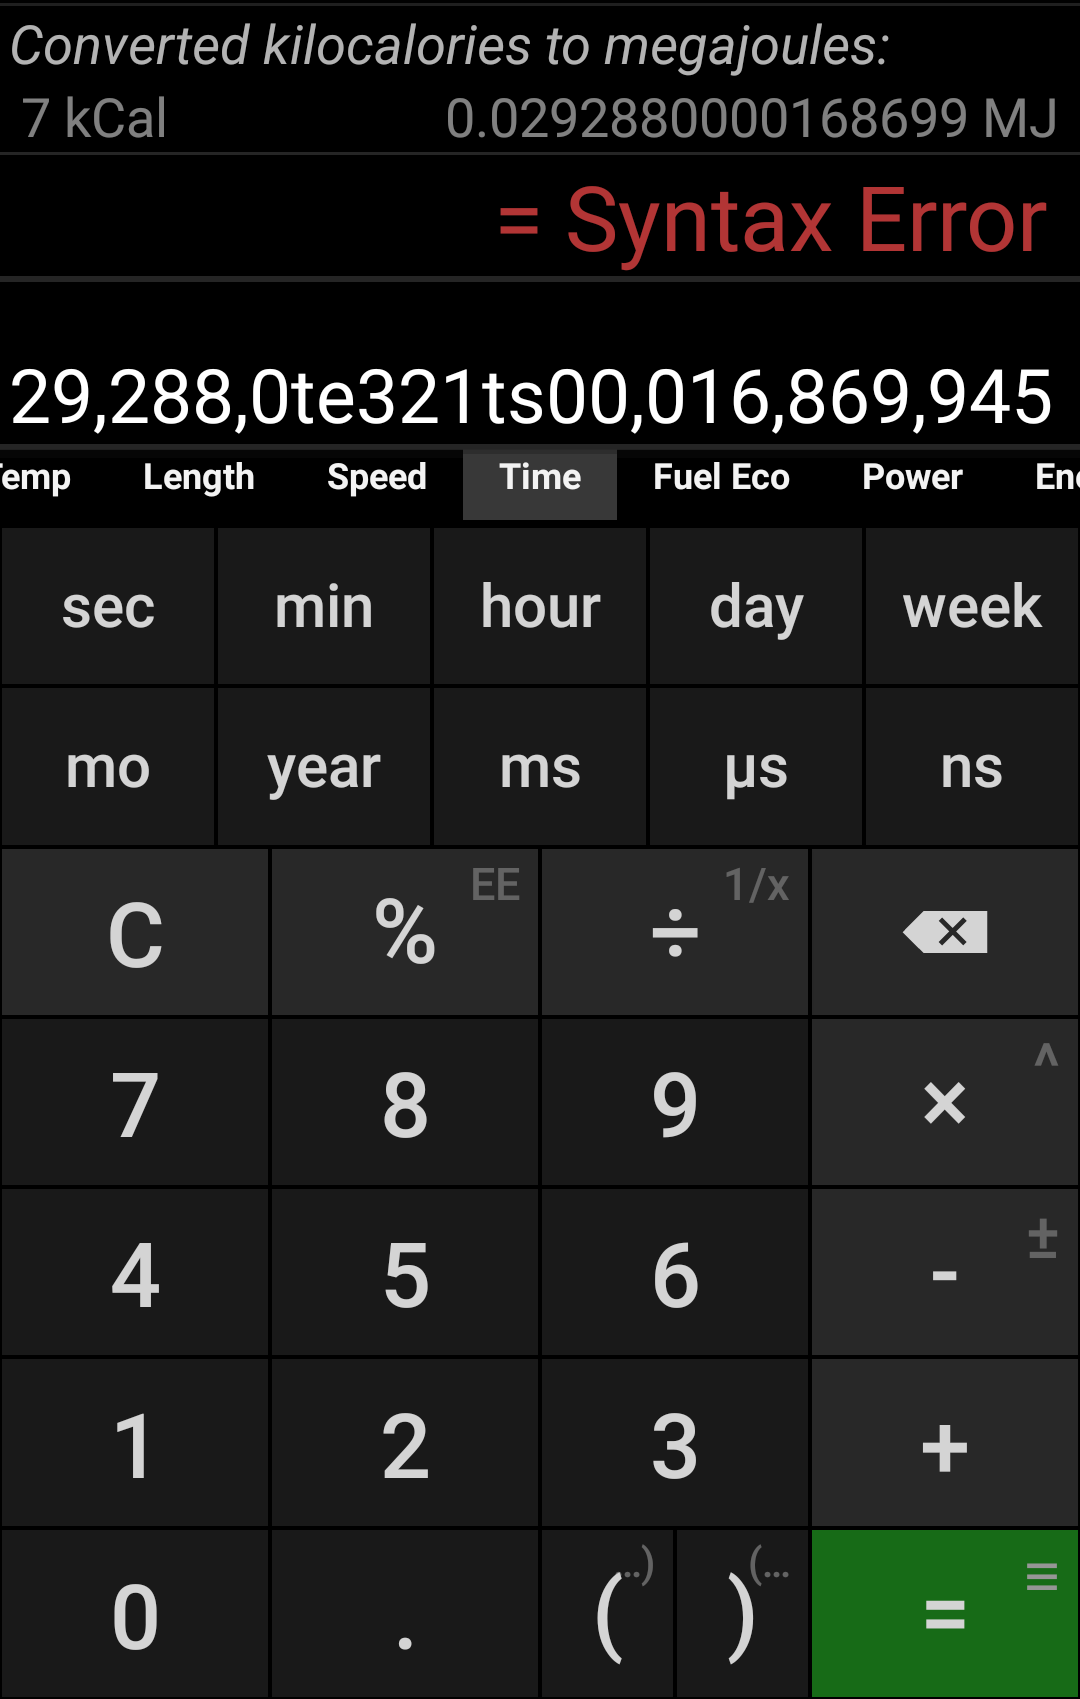 Converted kilocalories to megajoules:
7 kCal 0.0292880000168699 MJ
= Syntax Error
29,288,0te321ts00,016,869,945
Temp Length Speed Time Fuel Eco Power Ene
sec min hour day week
mo year ms µs ns
C % EE ÷ 1/x
7 8 9 × ^
4 5 6 - ±
1 2 3 +
0 . ( ..) ) (... =